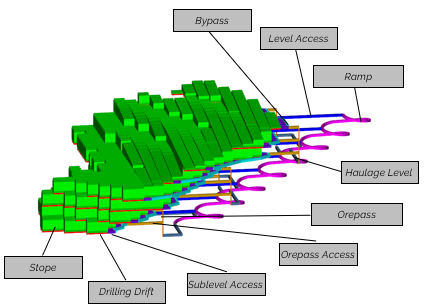 Bypass
Level Access
Ramp
Haulage Level
Orepass
Orepass Access
Stope
Sublevel Access
Drilling Drift